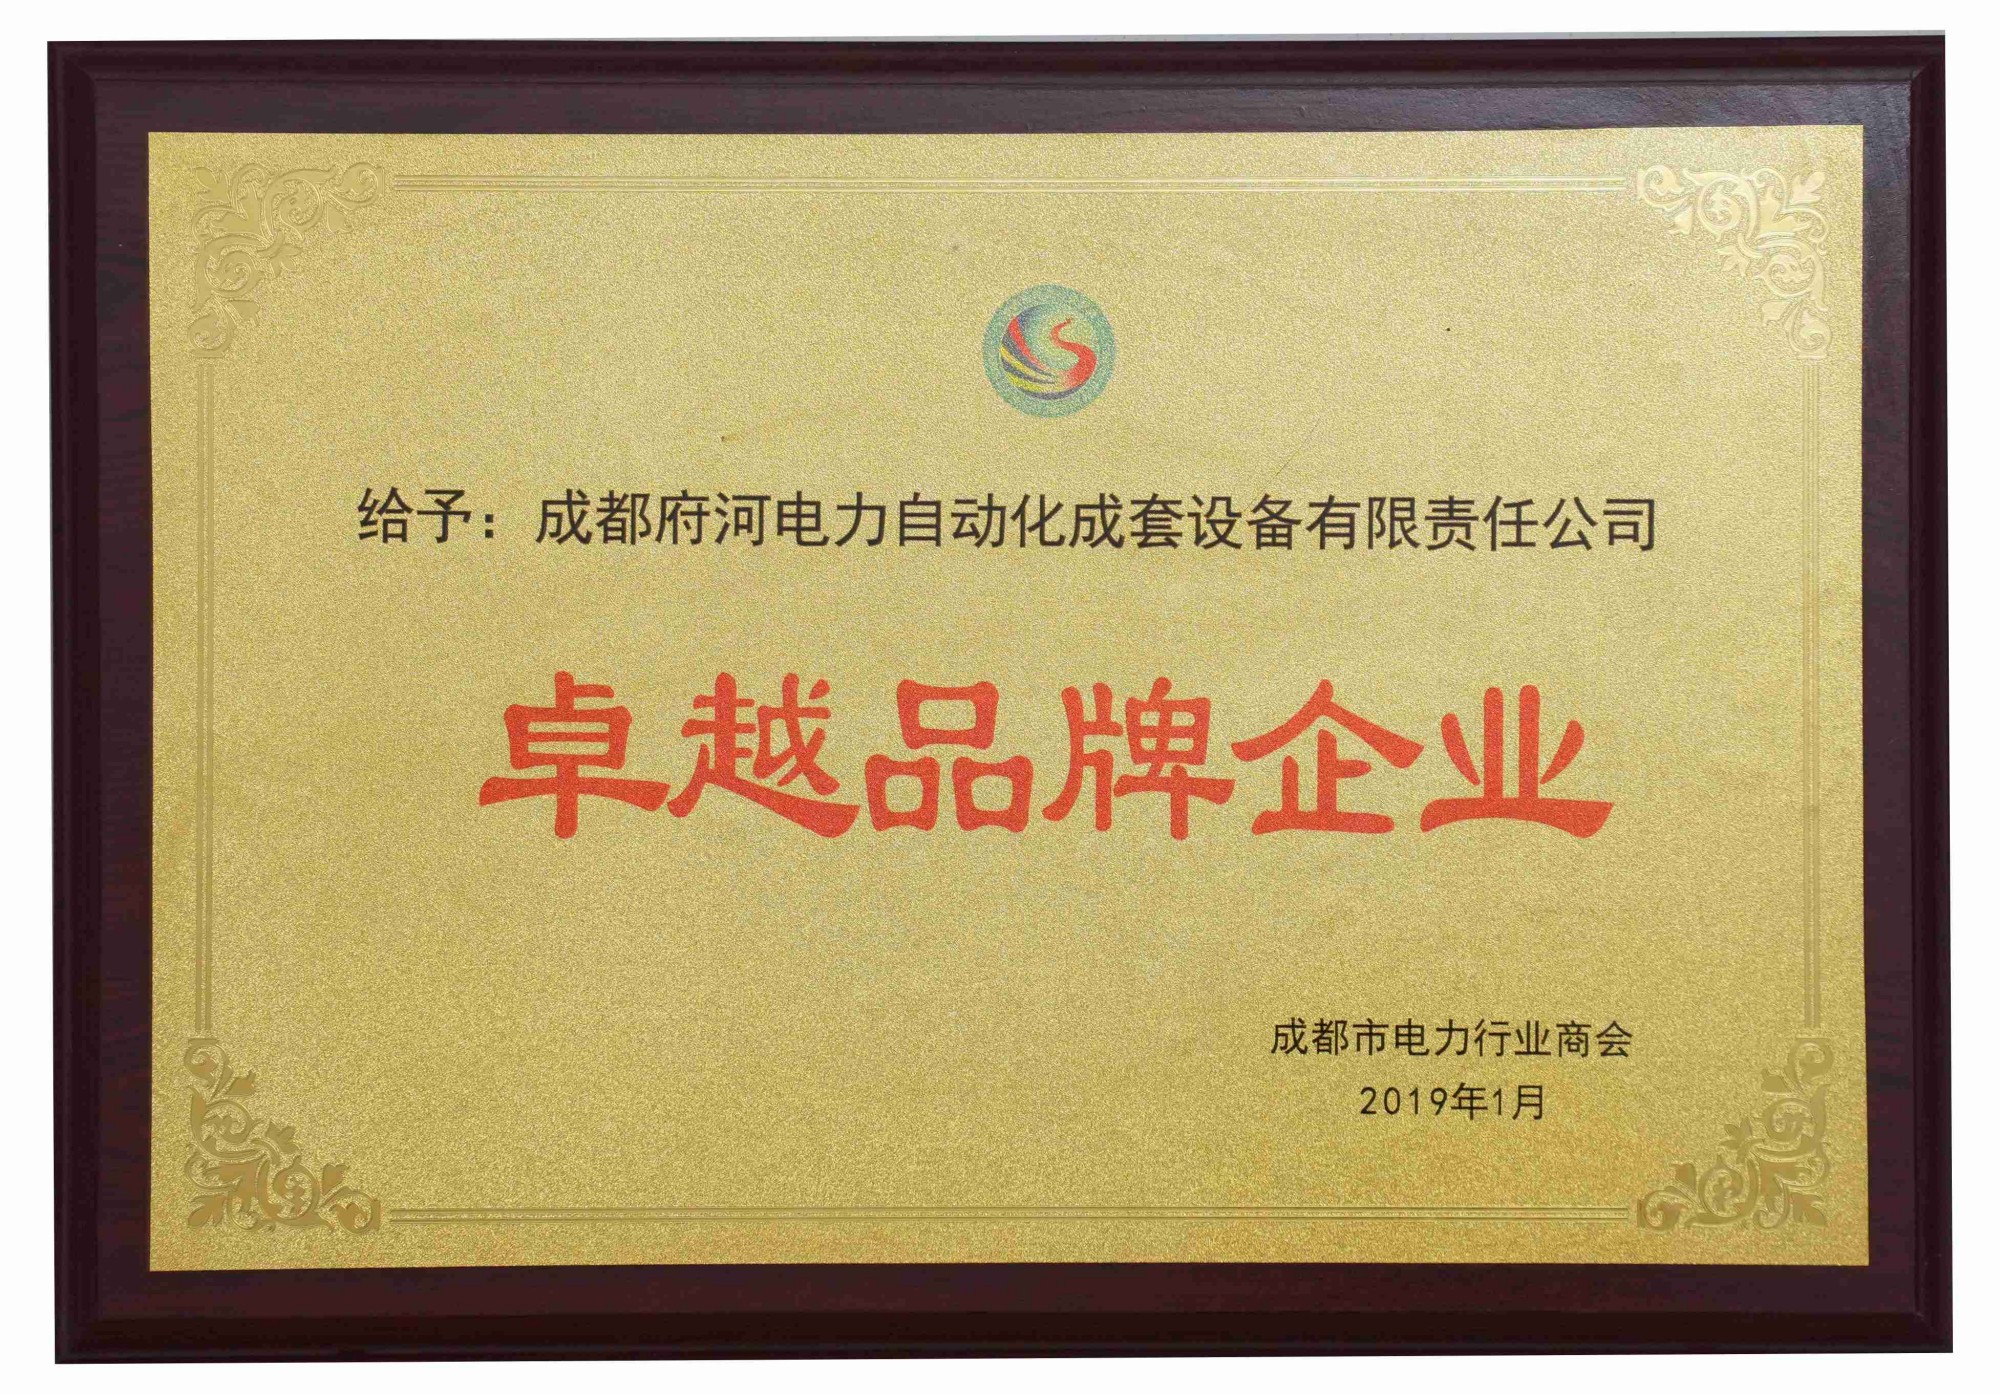 给予：成都府河电力自动化成套设备有限责任公司
卓越品牌企业
成都市电力行业商会
2019年1月